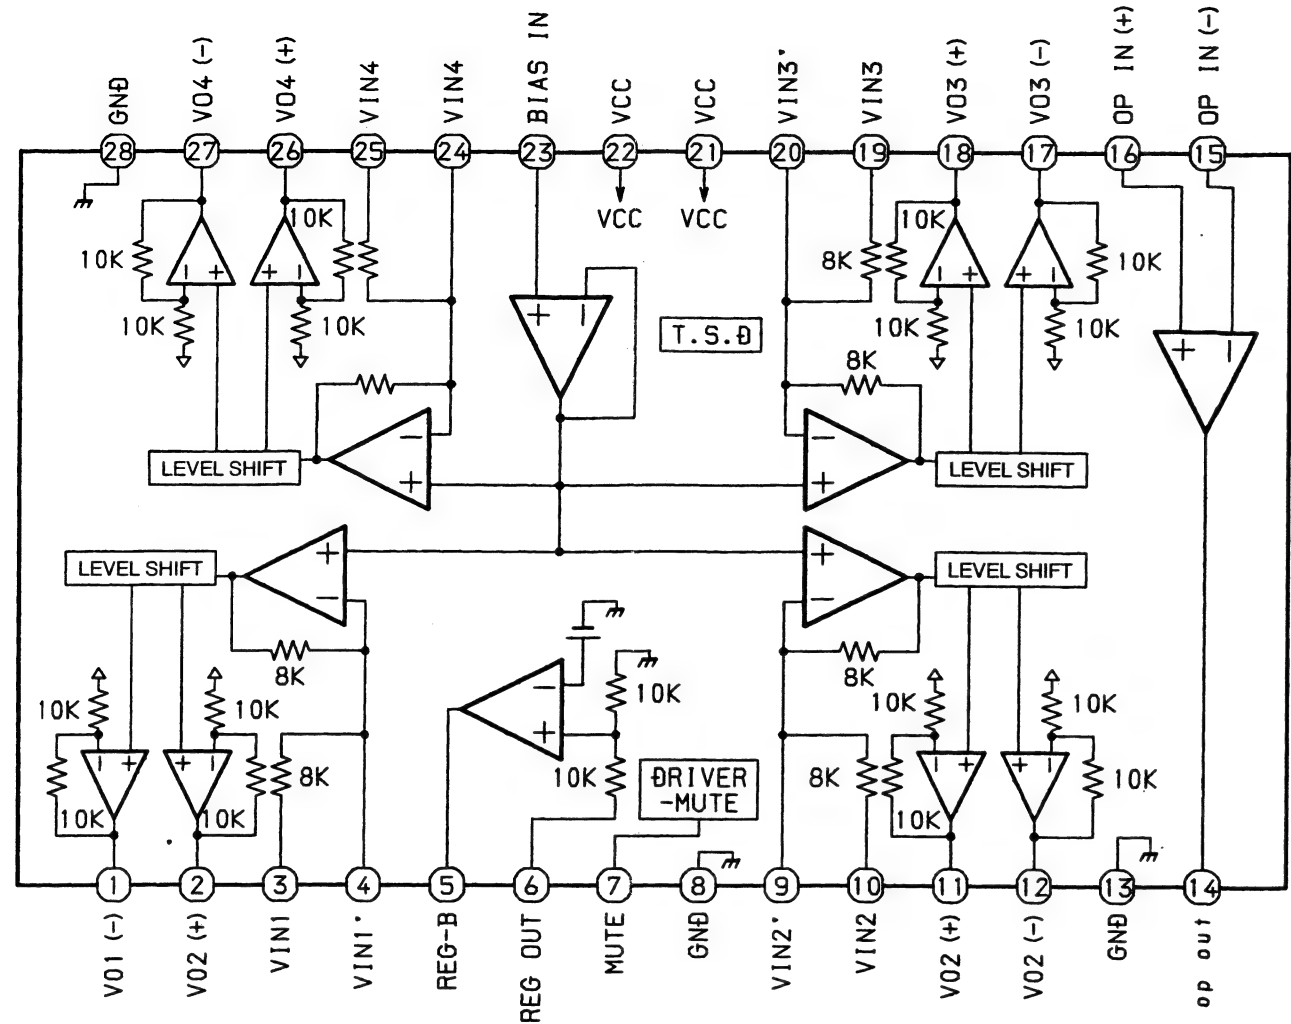 GND
VO4 (-)
VO4 (+)
VIN4
VIN4
BIAS IN
VCC
VCC
VIN3'
VIN3
VO3 (+)
VO3 (-)
OP IN (+)
OP IN (-)
28 27 26 25 24 23 22 21 20 19 18 17 16 15
VCC VCC
10K 10K 8K 10K 10K
10K 10K 10K 10K
+ - T.S.D + -
8K
LEVEL SHIFT - + - + LEVEL SHIFT
LEVEL SHIFT + - + - LEVEL SHIFT
8K 8K
10K 10K - + 10K 10K 10K
8K 10K DRIVER 8K 10K
-MUTE
10K 10K 10K
1 2 3 4 5 6 7 8 9 10 11 12 13 14
VO1 (-)
VO2 (+)
VIN1
VIN1'
REG-B
REG OUT
MUTE
GND
VIN2'
VIN2
VO2 (+)
VO2 (-)
GND
op out